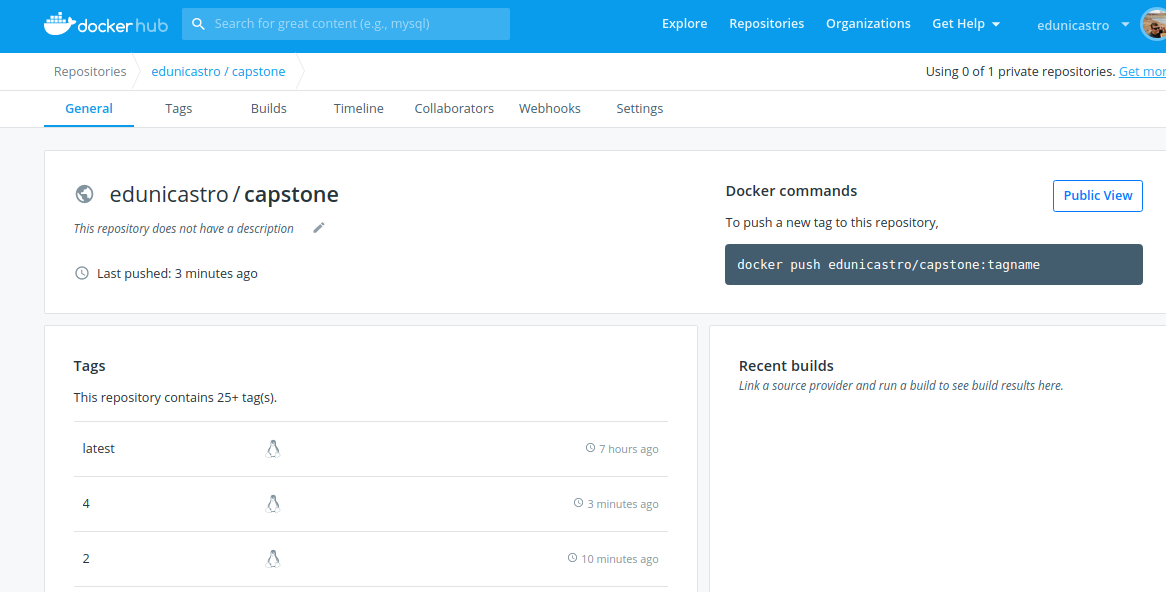 docker hub Search for great content (e.g., mysql) Explore Repositories Organizations Get Help edunicastro
Repositories edunicastro / capstone Using 0 of 1 private repositories. Get mor
General Tags Builds Timeline Collaborators Webhooks Settings
edunicastro / capstone
This repository does not have a description
Last pushed: 3 minutes ago
Docker commands
Public View
To push a new tag to this repository,
docker push edunicastro/capstone:tagname
Tags
This repository contains 25+ tag(s).
latest 7 hours ago
4 3 minutes ago
2 10 minutes ago
Recent builds
Link a source provider and run a build to see build results here.